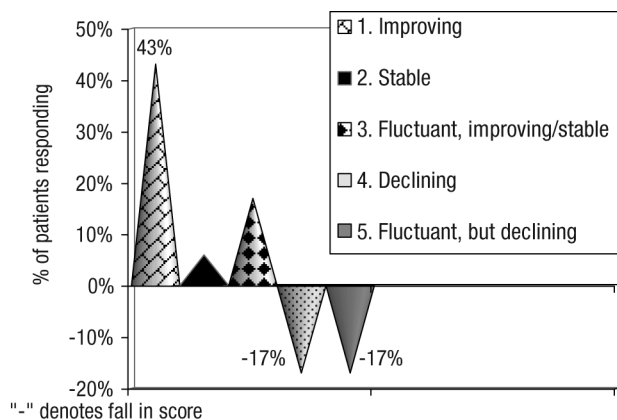 50%
40%
30%
20%
10%
0%
-10%
-20%
% of patients responding
43%
-17%
-17%
1. Improving
2. Stable
3. Fluctuant, improving/stable
4. Declining
5. Fluctuant, but declining
"-" denotes fall in score